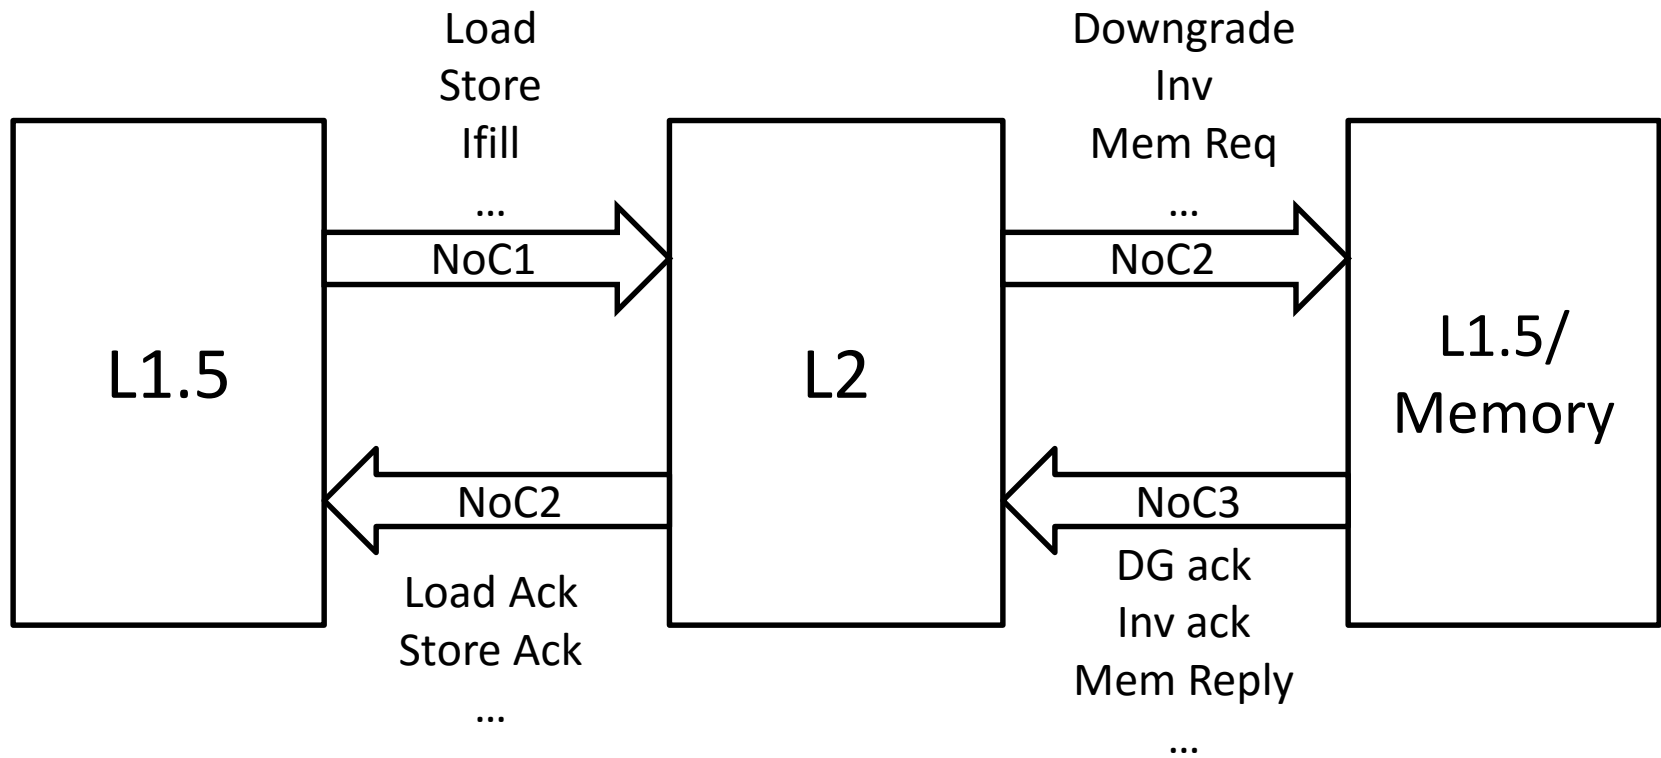 Load
Store
Ifill
...
NoC1
Downgrade
Inv
Mem Req
...
NoC2
L1.5
L2
L1.5/
Memory
NoC2
Load Ack
Store Ack
...
NoC3
DG ack
Inv ack
Mem Reply
...